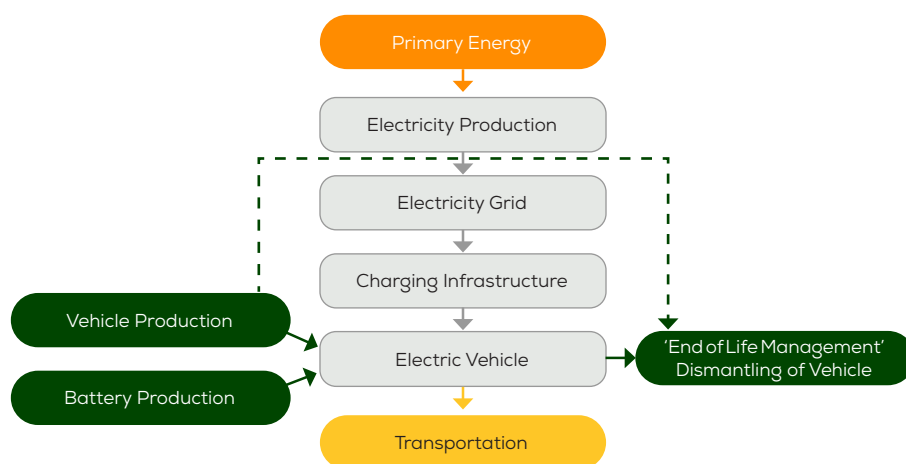 Primary Energy
Electricity Production
Electricity Grid
Charging Infrastructure
Vehicle Production
Electric Vehicle
'End of Life Management'
Dismantling of Vehicle
Battery Production
Transportation